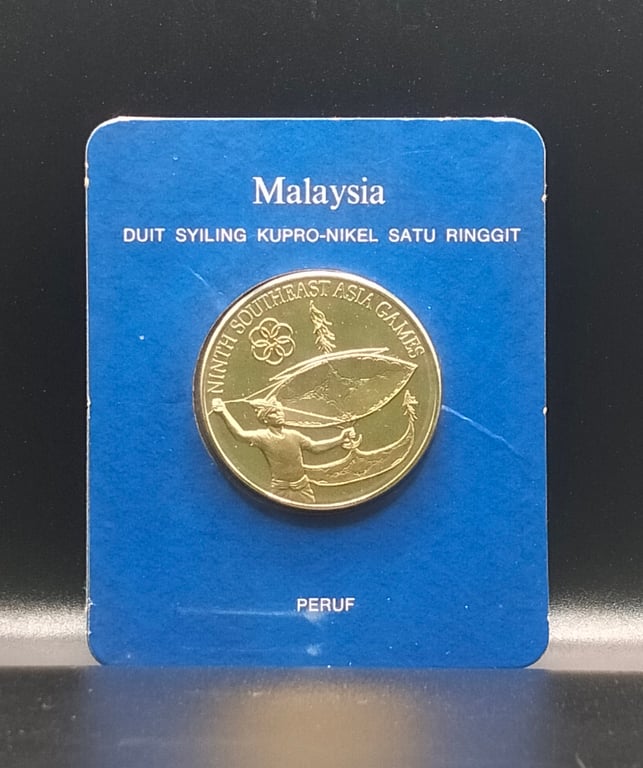 Malaysia
DUIT SYILING KUPRO-NIKEL SATU RINGGIT
NINTH SOUTHEAST ASIA GAMES
PERUF